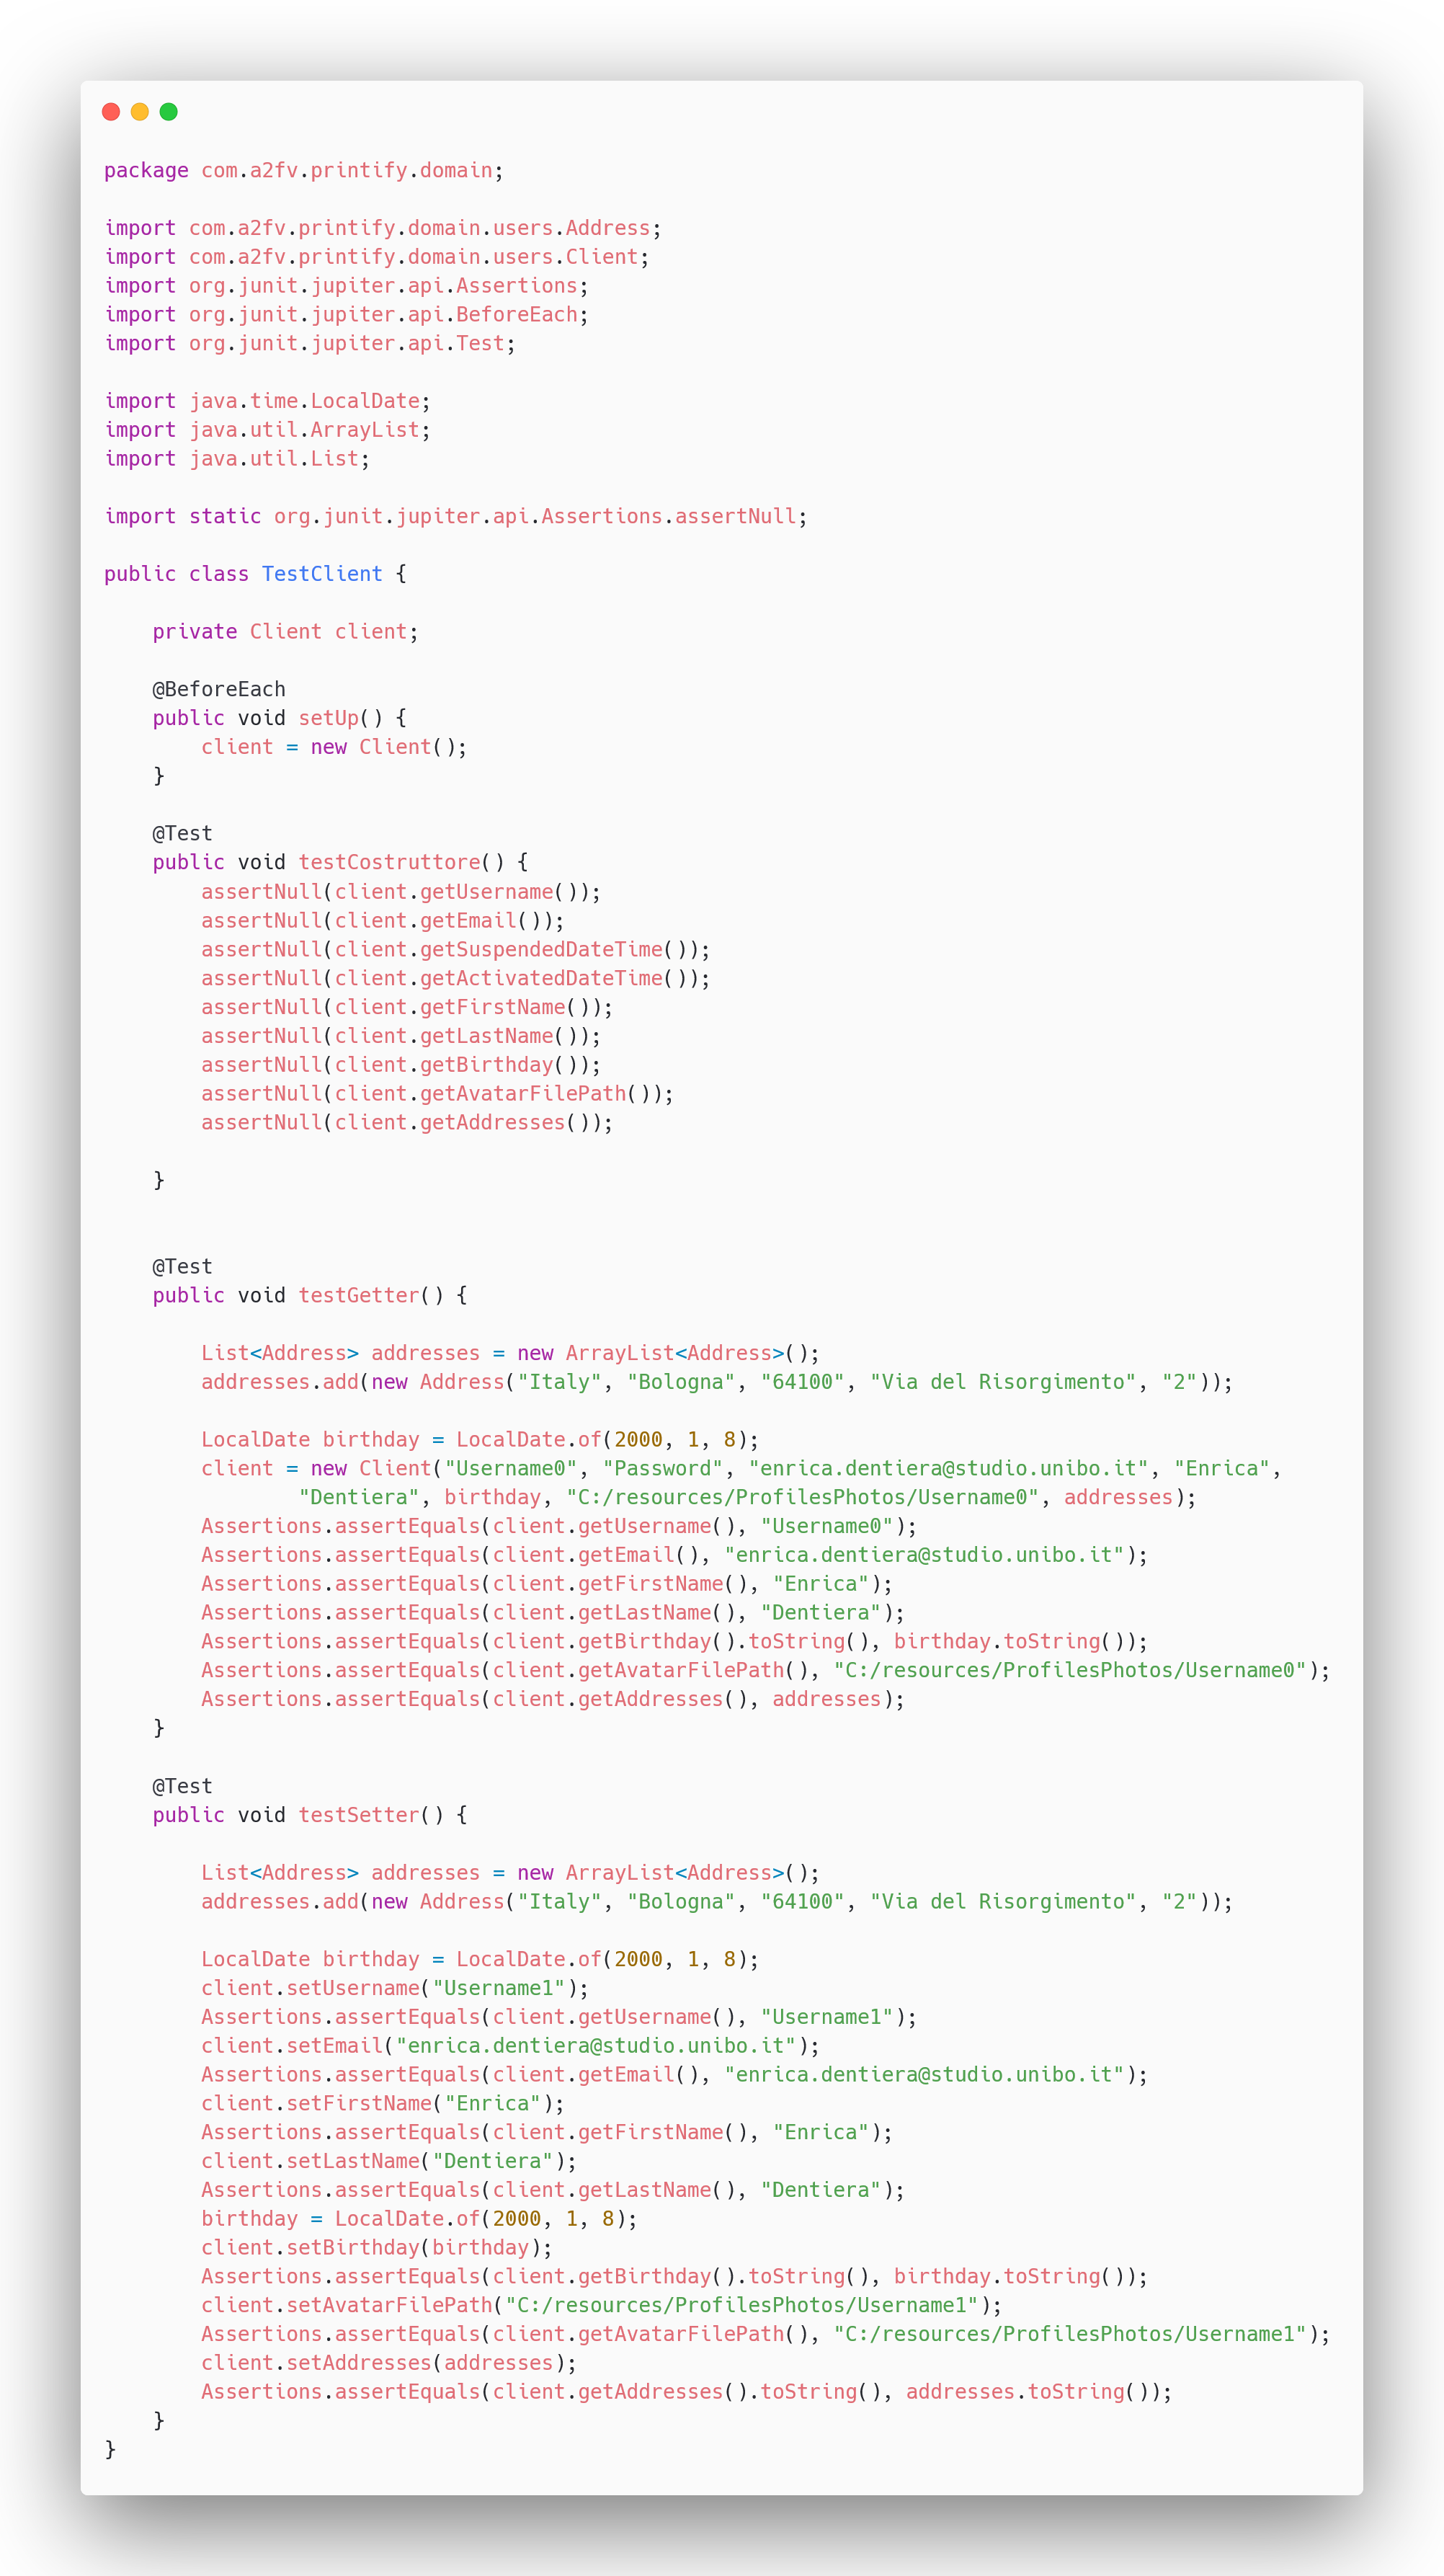 package com.a2fv.printify.domain;

import com.a2fv.printify.domain.users.Address;
import com.a2fv.printify.domain.users.Client;
import org.junit.jupiter.api.Assertions;
import org.junit.jupiter.api.BeforeEach;
import org.junit.jupiter.api.Test;

import java.time.LocalDate;
import java.util.ArrayList;
import java.util.List;

import static org.junit.jupiter.api.Assertions.assertNull;

public class TestClient {

    private Client client;

    @BeforeEach
    public void setUp() {
        client = new Client();
    }

    @Test
    public void testCostruttore() {
        assertNull(client.getUsername());
        assertNull(client.getEmail());
        assertNull(client.getSuspendedDateTime());
        assertNull(client.getActivatedDateTime());
        assertNull(client.getFirstName());
        assertNull(client.getLastName());
        assertNull(client.getBirthday());
        assertNull(client.getAvatarFilePath());
        assertNull(client.getAddresses());

    }


    @Test
    public void testGetter() {

        List<Address> addresses = new ArrayList<Address>();
        addresses.add(new Address("Italy", "Bologna", "64100", "Via del Risorgimento", "2"));

        LocalDate birthday = LocalDate.of(2000, 1, 8);
        client = new Client("Username0", "Password", "enrica.dentiera@studio.unibo.it", "Enrica",
                "Dentiera", birthday, "C:/resources/ProfilesPhotos/Username0", addresses);
        Assertions.assertEquals(client.getUsername(), "Username0");
        Assertions.assertEquals(client.getEmail(), "enrica.dentiera@studio.unibo.it");
        Assertions.assertEquals(client.getFirstName(), "Enrica");
        Assertions.assertEquals(client.getLastName(), "Dentiera");
        Assertions.assertEquals(client.getBirthday().toString(), birthday.toString());
        Assertions.assertEquals(client.getAvatarFilePath(), "C:/resources/ProfilesPhotos/Username0");
        Assertions.assertEquals(client.getAddresses(), addresses);
    }

    @Test
    public void testSetter() {

        List<Address> addresses = new ArrayList<Address>();
        addresses.add(new Address("Italy", "Bologna", "64100", "Via del Risorgimento", "2"));

        LocalDate birthday = LocalDate.of(2000, 1, 8);
        client.setUsername("Username1");
        Assertions.assertEquals(client.getUsername(), "Username1");
        client.setEmail("enrica.dentiera@studio.unibo.it");
        Assertions.assertEquals(client.getEmail(), "enrica.dentiera@studio.unibo.it");
        client.setFirstName("Enrica");
        Assertions.assertEquals(client.getFirstName(), "Enrica");
        client.setLastName("Dentiera");
        Assertions.assertEquals(client.getLastName(), "Dentiera");
        birthday = LocalDate.of(2000, 1, 8);
        client.setBirthday(birthday);
        Assertions.assertEquals(client.getBirthday().toString(), birthday.toString());
        client.setAvatarFilePath("C:/resources/ProfilesPhotos/Username1");
        Assertions.assertEquals(client.getAvatarFilePath(), "C:/resources/ProfilesPhotos/Username1");
        client.setAddresses(addresses);
        Assertions.assertEquals(client.getAddresses().toString(), addresses.toString());
    }
}